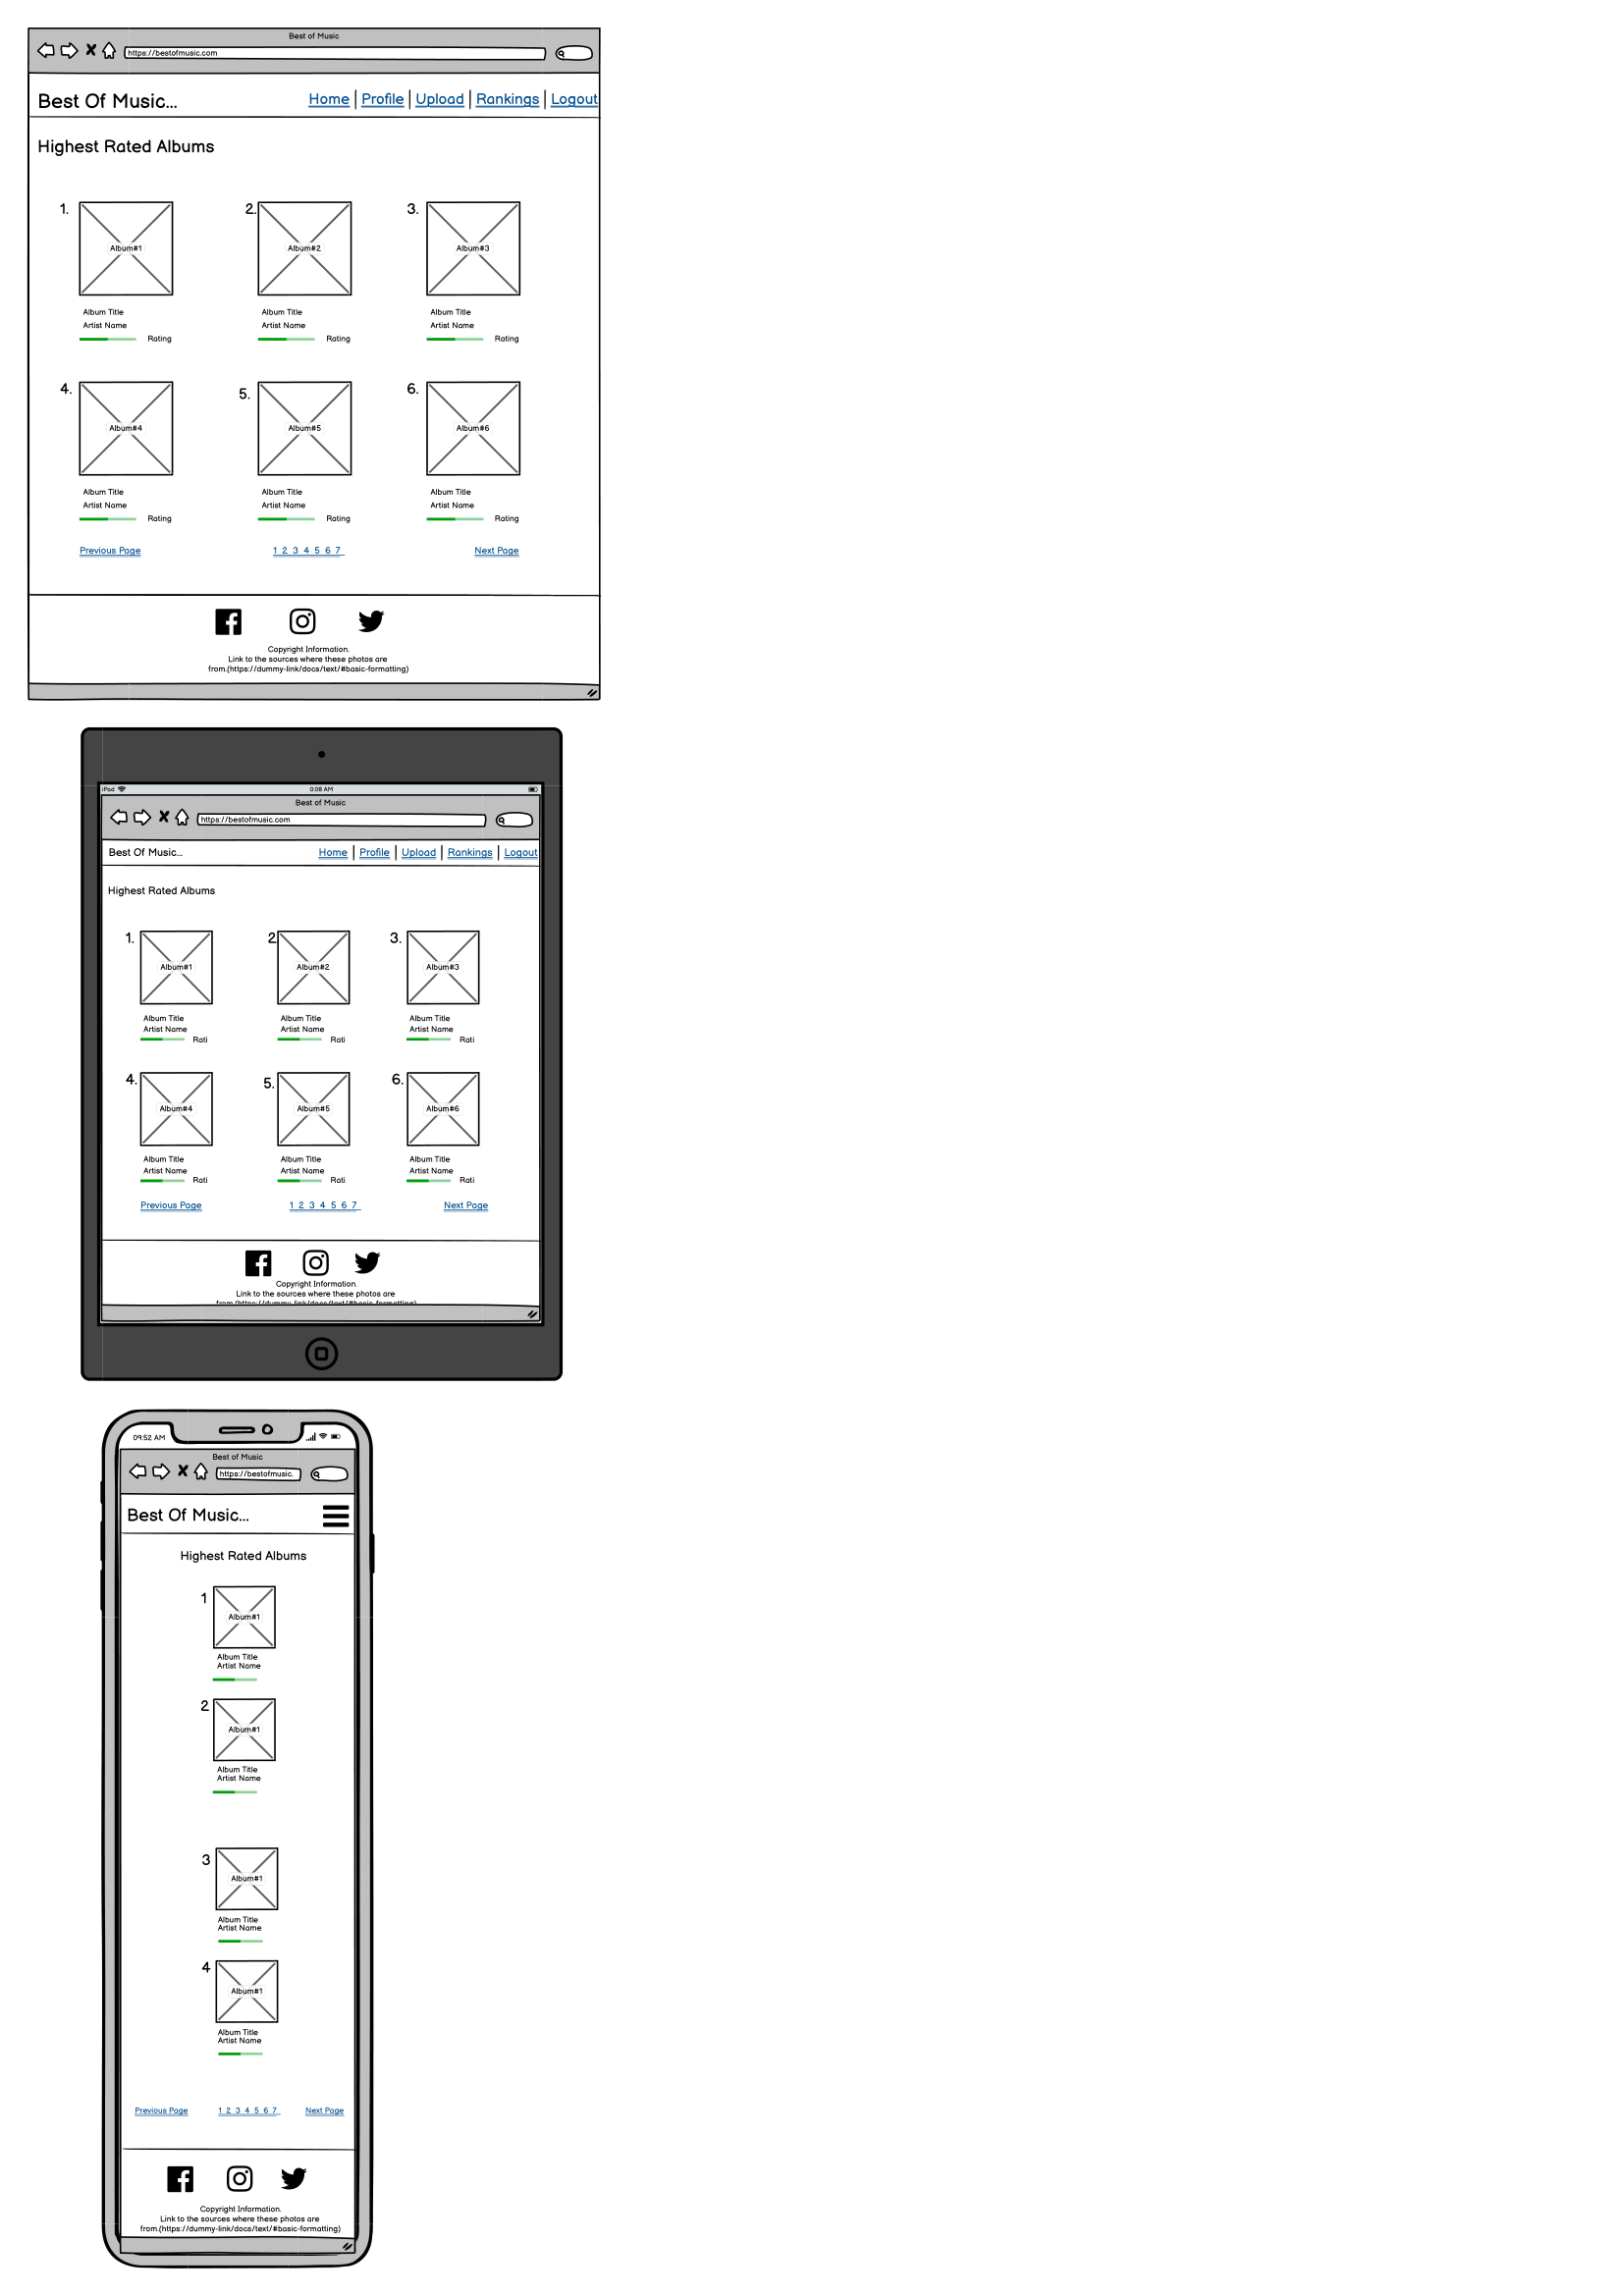 Best of Music
https://bestofmusic.com
Best Of Music... Home Profile Upload Rankings Logout
Highest Rated Albums
1. 2. 3.
Album#1 Album#2 Album#3
Album Title Album Title Album Title
Artist Name Artist Name Artist Name
Rating Rating Rating
4. 5. 6.
Album#4 Album#5 Album#6
Album Title Album Title Album Title
Artist Name Artist Name Artist Name
Rating Rating Rating
Previous Page 1 2 3 4 5 6 7 Next Page
Copyright Information.
Link to the sources where these photos are
from.(https://dummy-link/docs/text/#basic-formatting)
iPad 0:08 AM
Best of Music
https://bestofmusic.com
Best Of Music... Home Profile Upload Rankings Logout
Highest Rated Albums
1. 2 3.
Album#1 Album#2 Album#3
Album Title Album Title Album Title
Artist Name Artist Name Artist Name
Rati Rati Rati
4. 5. 6.
Album#4 Album#5 Album#6
Album Title Album Title Album Title
Artist Name Artist Name Artist Name
Rati Rati Rati
Previous Page 1 2 3 4 5 6 7 Next Page
Copyright Information.
Link to the sources where these photos are
from.(https://dummy-link/docs/text/#basic-formatting)
09:52 AM
Best of Music
https://bestofmusic.
Best Of Music...
Highest Rated Albums
1
Album#1
Album Title
Artist Name
2
Album#1
Album Title
Artist Name
3
Album#1
Album Title
Artist Name
4
Album#1
Album Title
Artist Name
Previous Page 1 2 3 4 5 6 7 Next Page
Copyright Information.
Link to the sources where these photos are
from.(https://dummy-link/docs/text/#basic-formatting)